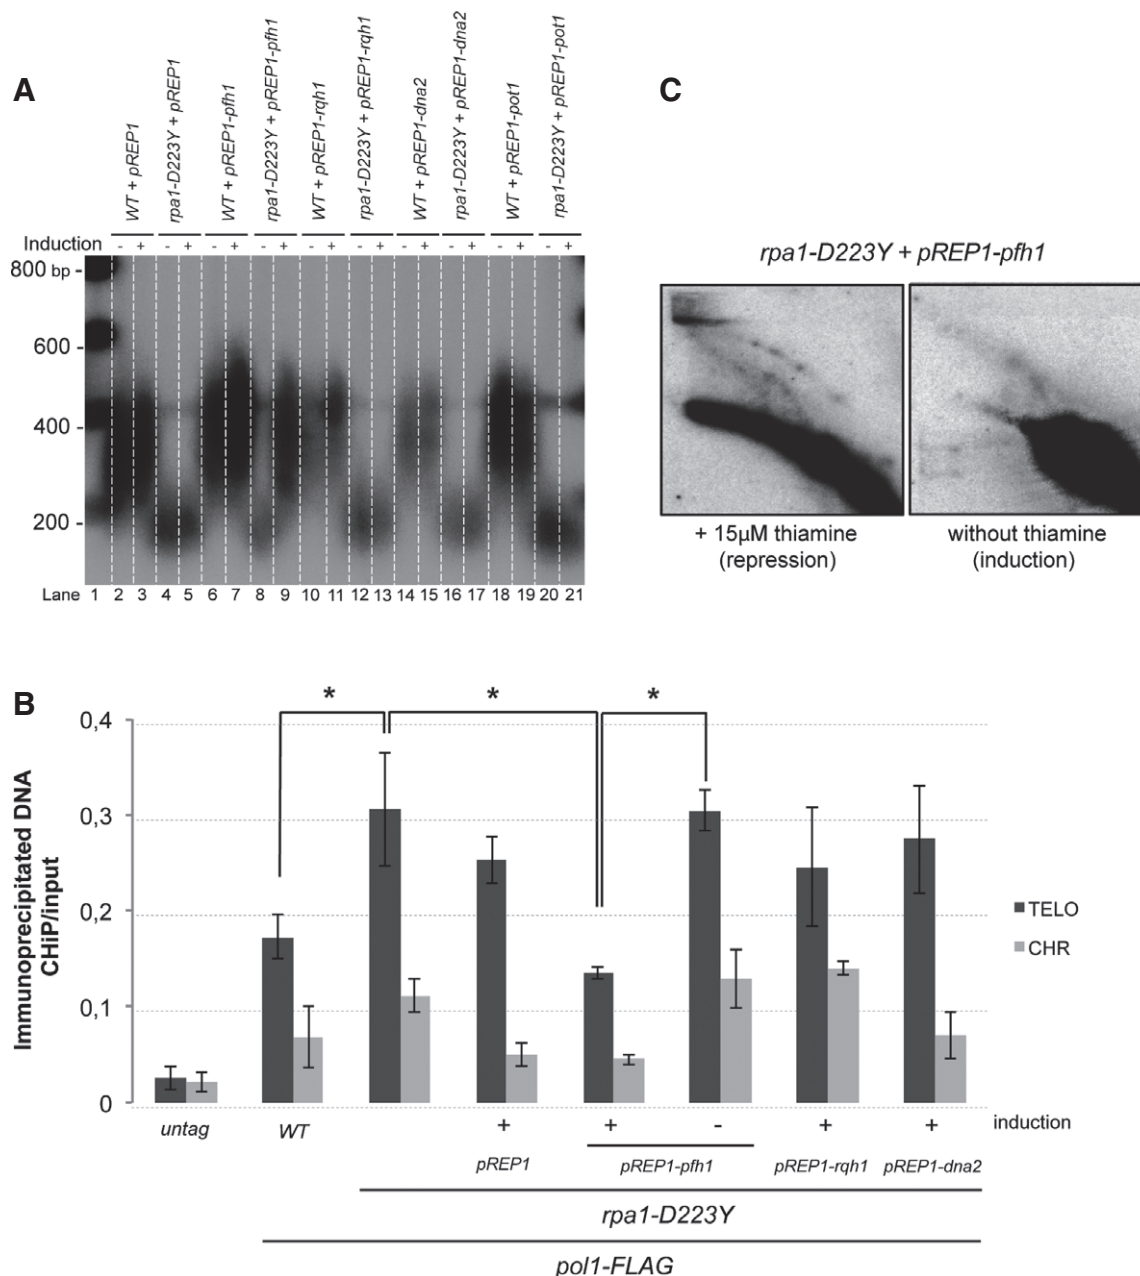 A
WT + pREP1
rpa1-D223Y + pREP1
WT + pREP1-pfh1
rpa1-D223Y + pREP1-pfh1
WT + pREP1-rqh1
rpa1-D223Y + pREP1-rqh1
WT + pREP1-dna2
rpa1-D223Y + pREP1-dna2
WT + pREP1-pot1
rpa1-D223Y + pREP1-pot1
Induction - + - + - + - + - + - + - + - + - + - +
800 bp -
600 -
400 -
200 -
Lane 1 2 3 4 5 6 7 8 9 10 11 12 13 14 15 16 17 18 19 20 21
C
rpa1-D223Y + pREP1-pfh1
+ 15µM thiamine
(repression)
without thiamine
(induction)
B
Immunoprecipitated DNA
CHiP/input
0,4
0,3
0,2
0,1
0
* * *
TELO
CHR
untag WT + + - + + induction
pREP1 pREP1-pfh1 pREP1-rqh1 pREP1-dna2
rpa1-D223Y
pol1-FLAG